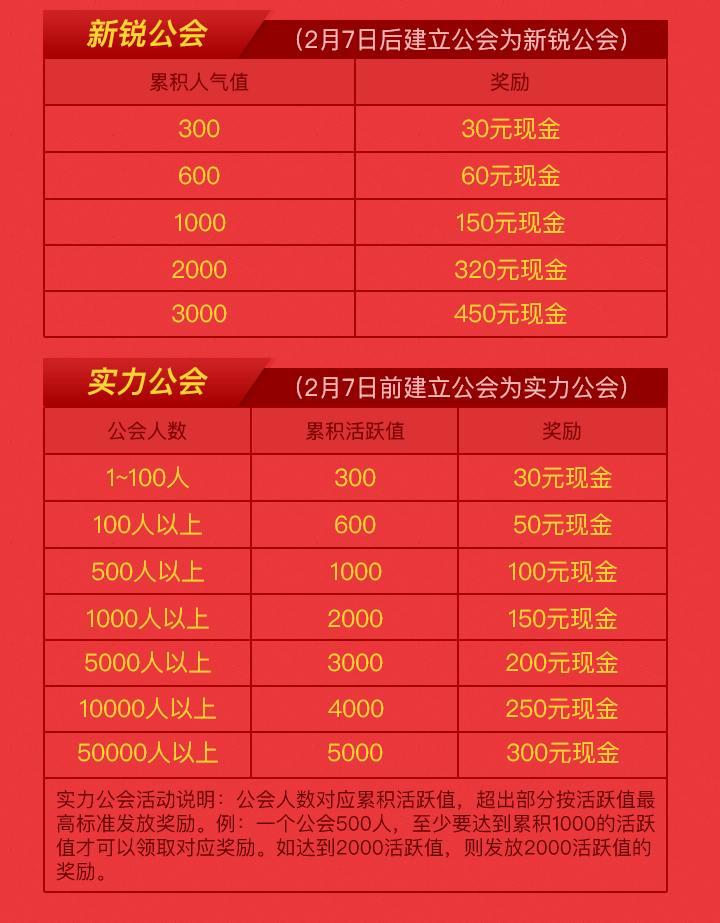 新锐公会 （2月7日后建立公会为新锐公会）
累积人气值 奖励
300 30元现金
600 60元现金
1000 150元现金
2000 320元现金
3000 450元现金
实力公会 （2月7日前建立公会为实力公会）
公会人数 累积活跃值 奖励
1~100人 300 30元现金
100人以上 600 50元现金
500人以上 1000 100元现金
1000人以上 2000 150元现金
5000人以上 3000 200元现金
10000人以上 4000 250元现金
50000人以上 5000 300元现金
实力公会活动说明：公会人数对应累积活跃值，超出部分按活跃值最
高标准发放奖励。例：一个公会500人，至少要达到累积1000的活跃
值才可以领取对应奖励。如达到2000活跃值，则发放2000活跃值的
奖励。